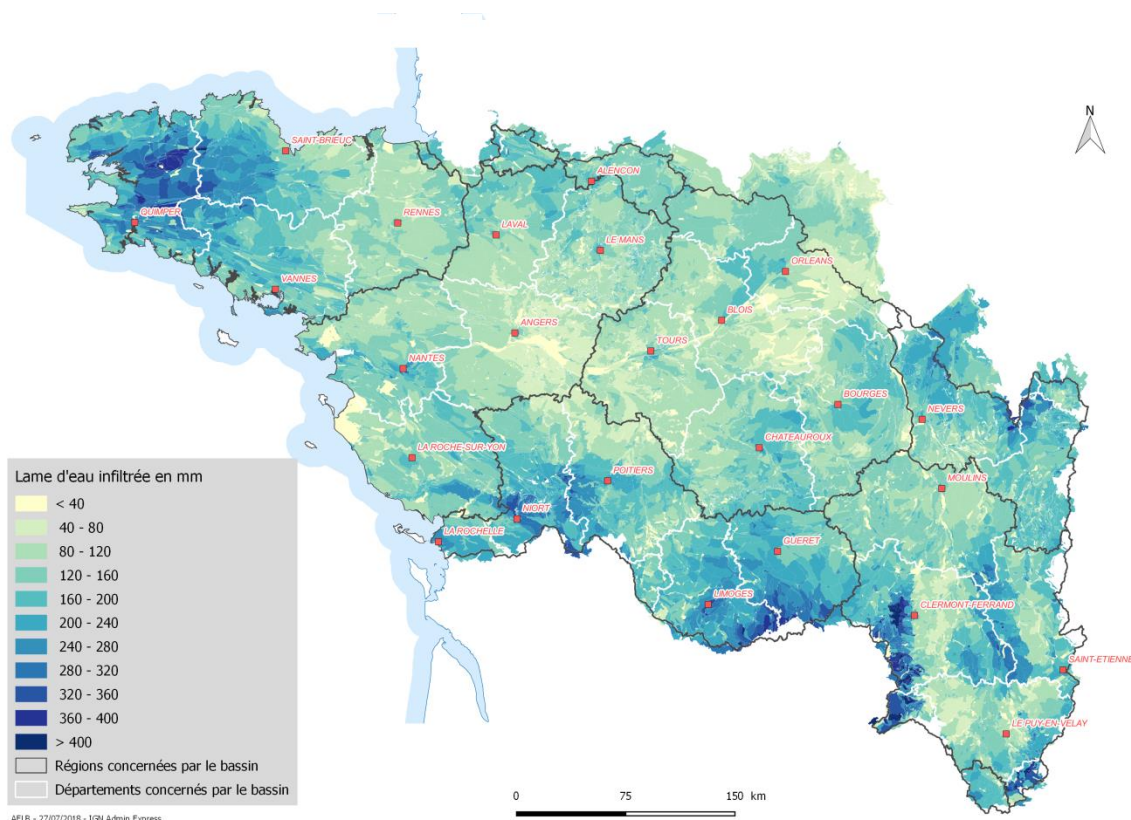 N
SAINT-BRIEUC
ALENCON
QUIMPER
RENNES
LAVAL
LE MANS
ORLEANS
VANNES
BLOIS
ANGERS
TOURS
NANTES
BOURGES
NEVERS
CHATEAUROUX
LA ROCHE-SUR-YON
POITIERS
MOULINS
NIORT
LA ROCHELLE
GUERET
LIMOGES
CLERMONT-FERRAND
SAINT-ETIENNE
LE PUY-EN-VELAY
Lame d'eau infiltrée en mm
< 40
40 - 80
80 - 120
120 - 160
160 - 200
200 - 240
240 - 280
280 - 320
320 - 360
360 - 400
> 400
Régions concernées par le bassin
Départements concernés par le bassin
0 75 150 km
AELB - 27/07/2018 - IGN Admin Express